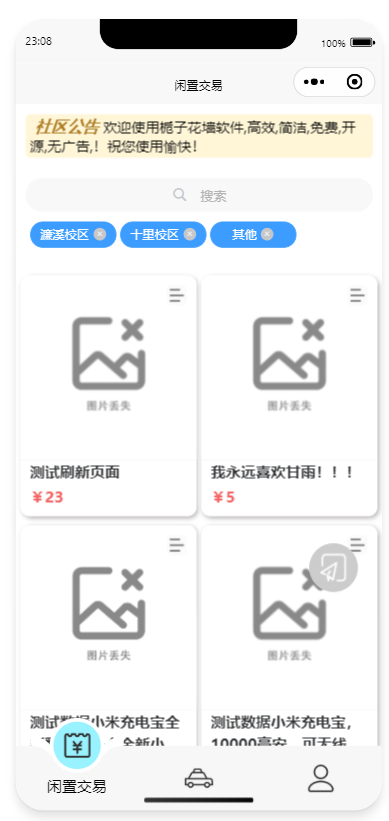 23:08
100%
闲置交易
社区公告 欢迎使用栀子花墙软件,高效,简洁,免费,开
源,无广告,！祝您使用愉快！
搜索
濂溪校区 十里校区 其他
图片丢失 图片丢失
测试刷新页面 我永远喜欢甘雨！！！
￥23 ￥5
图片丢失 图片丢失
测试数据小米充电宝全 测试数据小米充电宝，
全新小 10000毫安，可无线
闲置交易